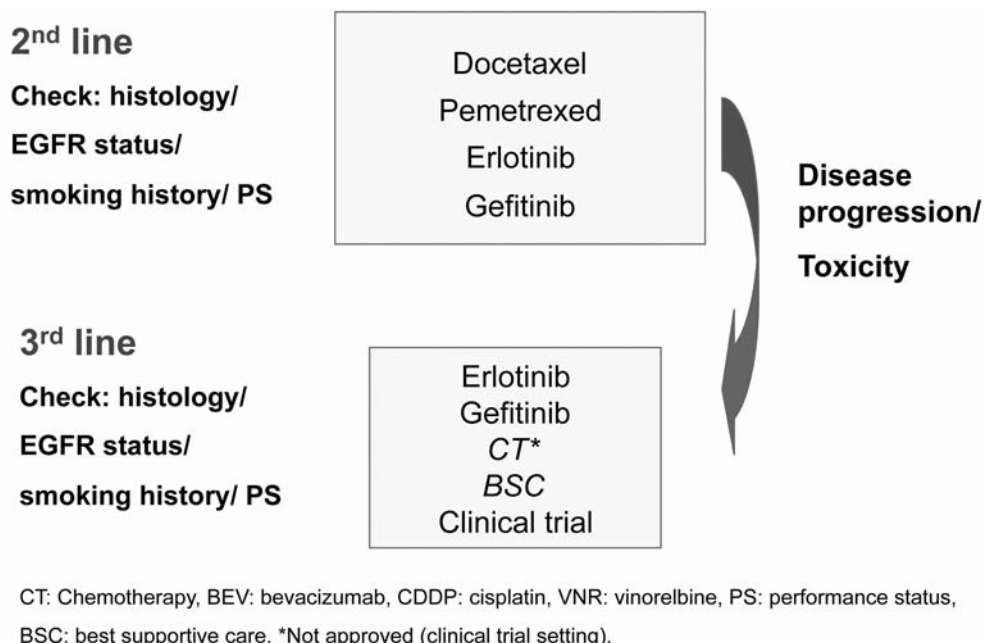 2nd line
Check: histology/
EGFR status/
smoking history/ PS
Docetaxel
Pemetrexed
Erlotinib
Gefitinib
Disease
progression/
Toxicity
3rd line
Check: histology/
EGFR status/
smoking history/ PS
Erlotinib
Gefitinib
CT*
BSC
Clinical trial
CT: Chemotherapy, BEV: bevacizumab, CDDP: cisplatin, VNR: vinorelbine, PS: performance status,
BSC: best supportive care. *Not approved (clinical trial setting).